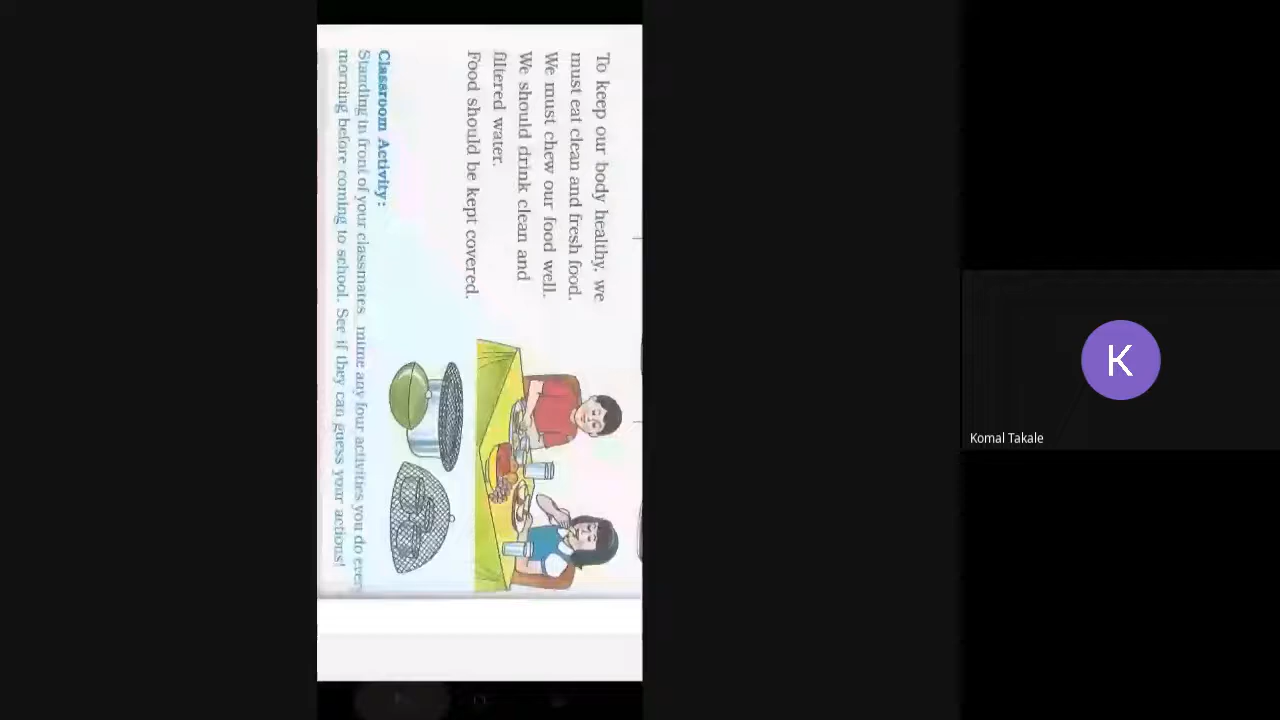 To keep our body healthy, we
must eat clean and fresh food.
We must chew our food well.
We should drink clean and
filtered water.
Food should be kept covered.
Classroom Activity:
Standing in front of your classmates mime any four activities you do ever
morning before coming to school. See if they can guess your actions!
K
Komal Takale